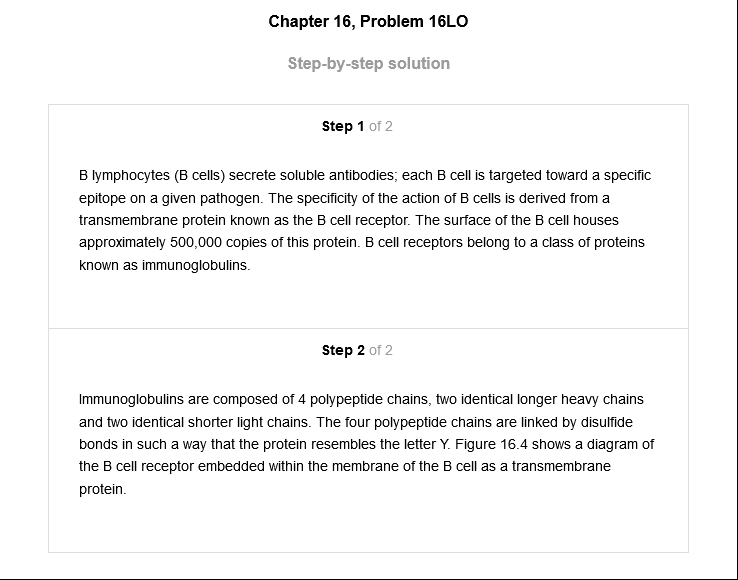 Chapter 16, Problem 16LO
Step-by-step solution
Step 1 of 2
B lymphocytes (B cells) secrete soluble antibodies; each B cell is targeted toward a specific
epitope on a given pathogen. The specificity of the action of B cells is derived from a
transmembrane protein known as the B cell receptor. The surface of the B cell houses
approximately 500,000 copies of this protein. B cell receptors belong to a class of proteins
known as immunoglobulins.
Step 2 of 2
Immunoglobulins are composed of 4 polypeptide chains, two identical longer heavy chains
and two identical shorter light chains. The four polypeptide chains are linked by disulfide
bonds in such a way that the protein resembles the letter Y. Figure 16.4 shows a diagram of
the B cell receptor embedded within the membrane of the B cell as a transmembrane
protein.